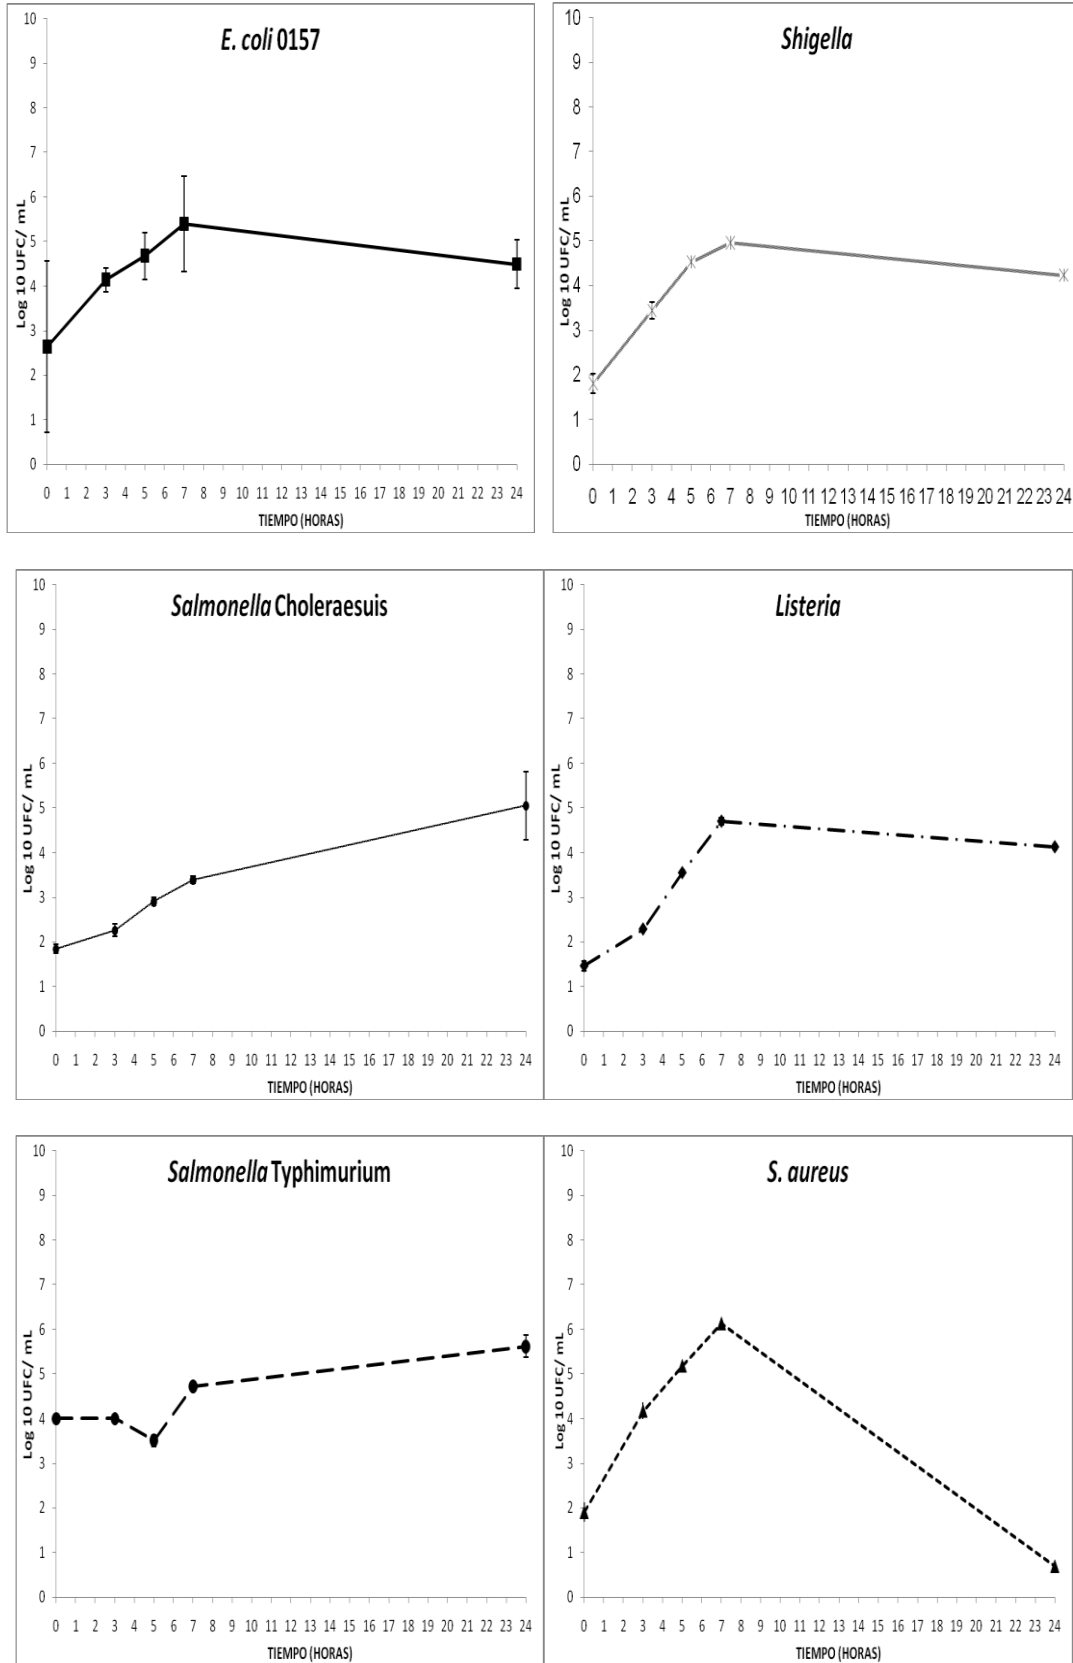 E. coli 0157
10
9
8
7
6
5
4
3
2
1
0
Log 10 UFC/ mL
0 1 2 3 4 5 6 7 8 9 10 11 12 13 14 15 16 17 18 19 20 21 22 23 24
TIEMPO (HORAS)
Shigella
10
9
8
7
6
5
4
3
2
1
0
Log 10 UFC/ mL
0 1 2 3 4 5 6 7 8 9 10 11 12 13 14 15 16 17 18 19 20 21 22 23 24
TIEMPO (HORAS)
Salmonella Choleraesuis
10
9
8
7
6
5
4
3
2
1
0
Log 10 UFC/ mL
0 1 2 3 4 5 6 7 8 9 10 11 12 13 14 15 16 17 18 19 20 21 22 23 24
TIEMPO (HORAS)
Listeria
10
9
8
7
6
5
4
3
2
1
0
Log 10 UFC/ mL
0 1 2 3 4 5 6 7 8 9 10 11 12 13 14 15 16 17 18 19 20 21 22 23 24
TIEMPO (HORAS)
Salmonella Typhimurium
10
9
8
7
6
5
4
3
2
1
0
Log 10 UFC/ mL
0 1 2 3 4 5 6 7 8 9 10 11 12 13 14 15 16 17 18 19 20 21 22 23 24
TIEMPO (HORAS)
S. aureus
10
9
8
7
6
5
4
3
2
1
0
Log 10 UFC/ mL
0 1 2 3 4 5 6 7 8 9 10 11 12 13 14 15 16 17 18 19 20 21 22 23 24
TIEMPO (HORAS)